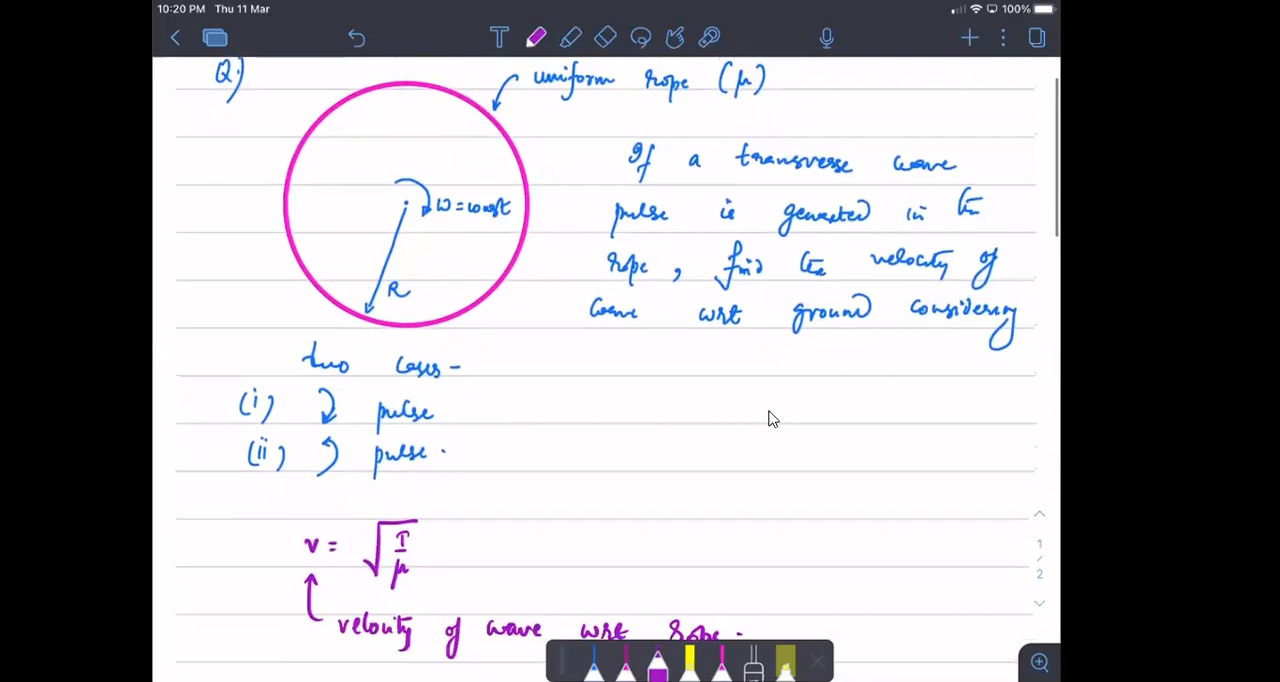 10:20 PM Thu 11 Mar
100%
Q.)
uniform rope (μ)
ω = const
R
If a transverse wave
pulse is generated in the
rope, find the velocity of
wave wrt ground considering
two cases -
(i) pulse
(ii) pulse.
v = √(T/μ)
velocity of wave wrt rope.
1
/
2